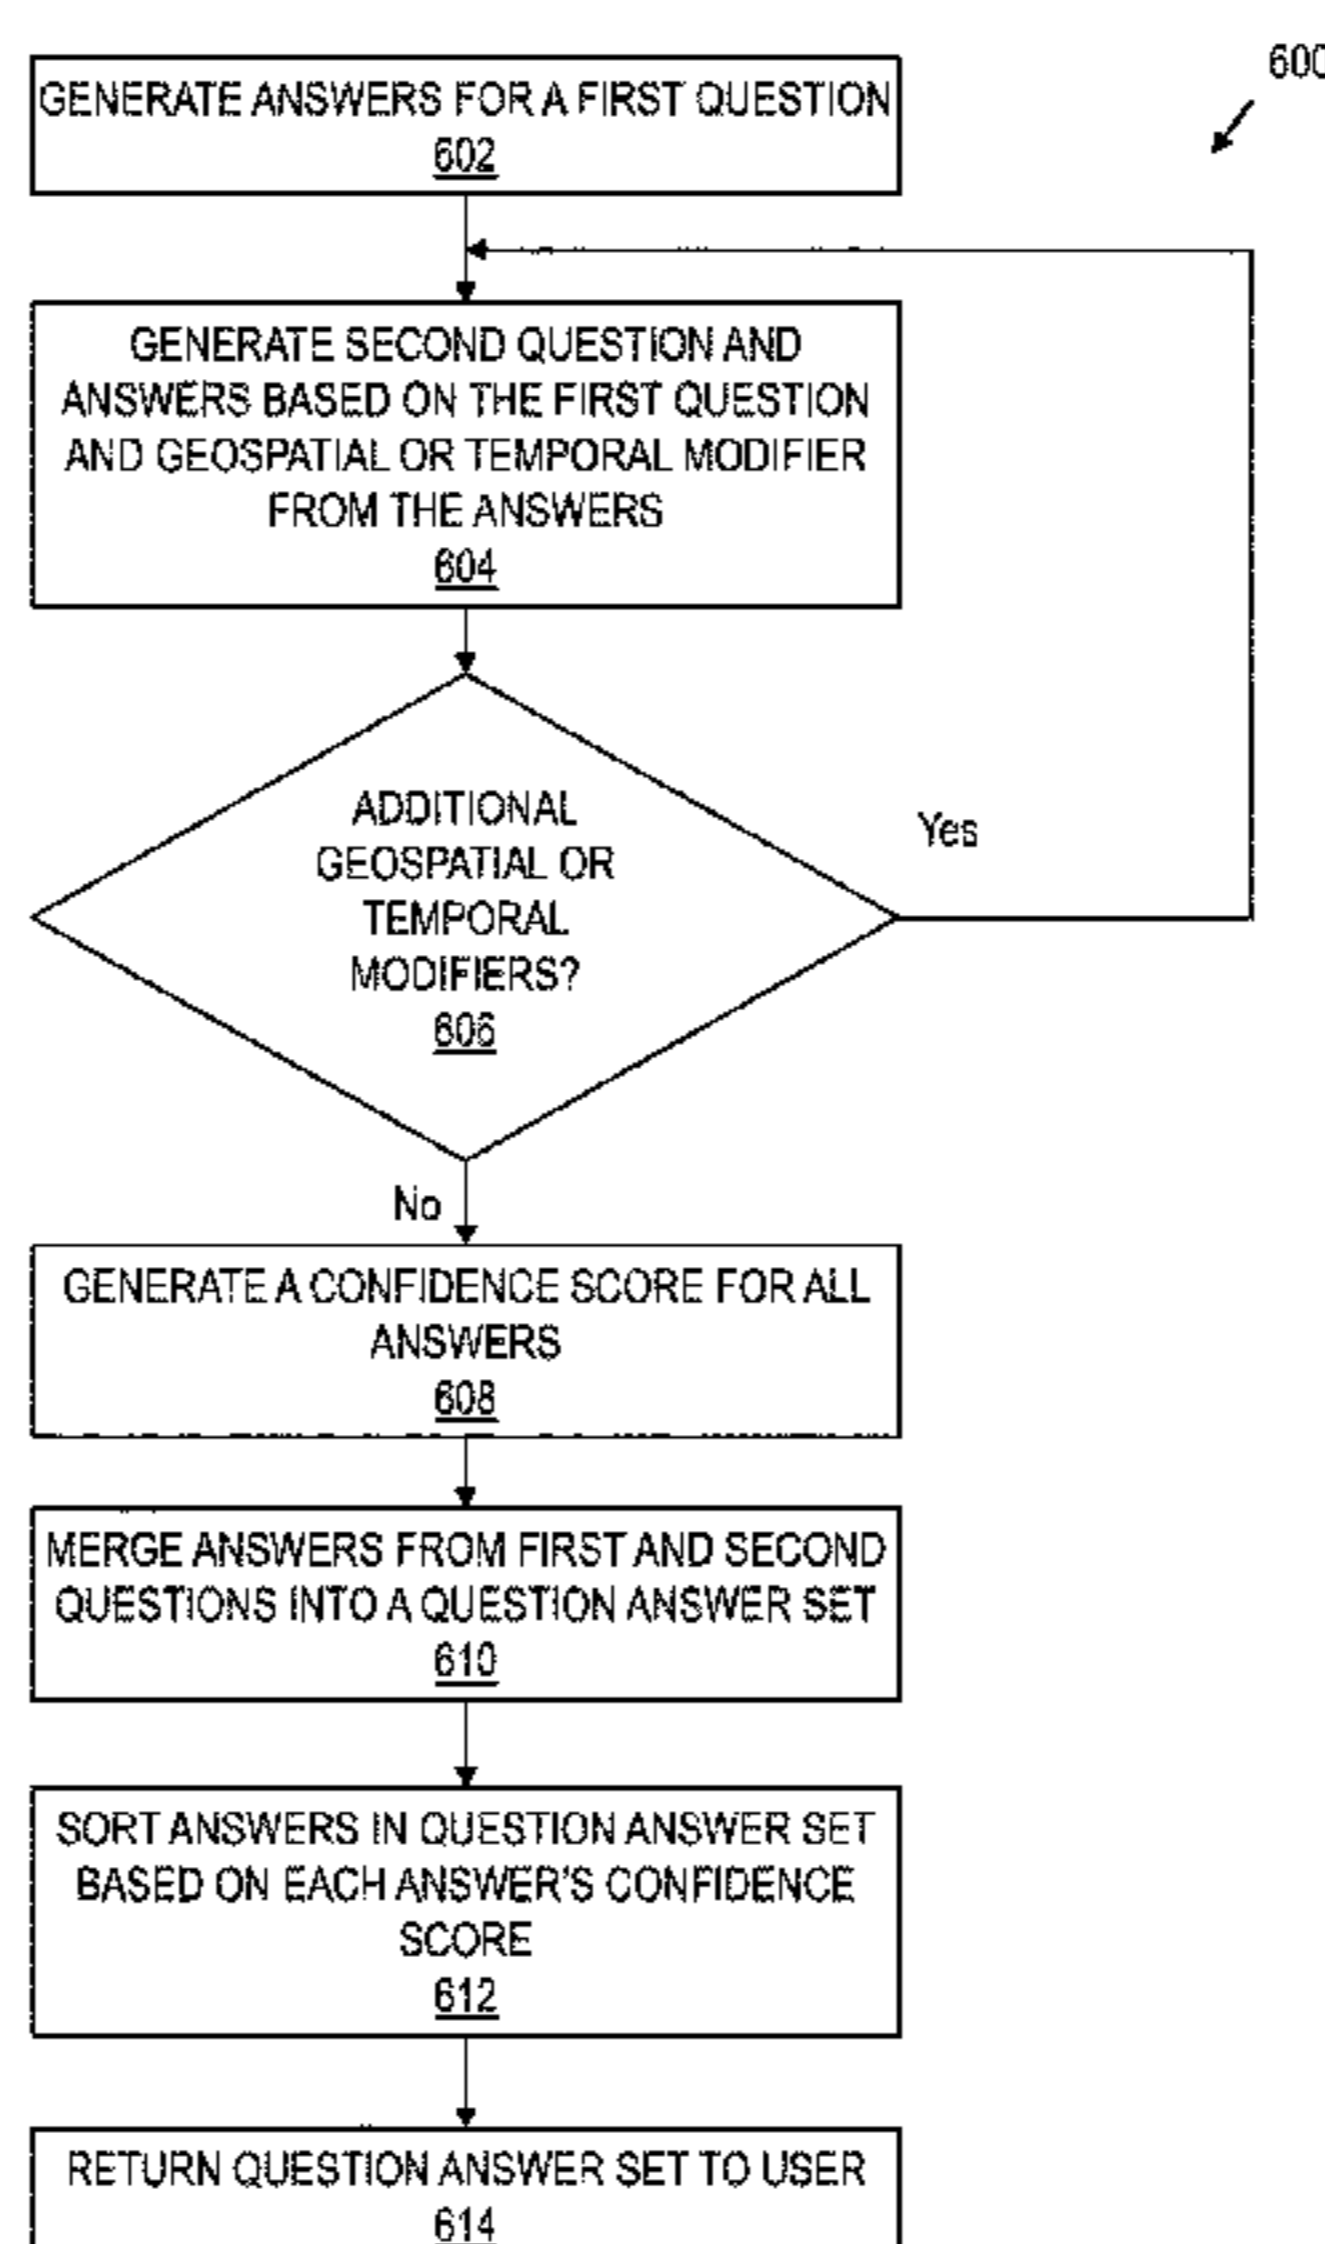 600
GENERATE ANSWERS FOR A FIRST QUESTION
602
GENERATE SECOND QUESTION AND
ANSWERS BASED ON THE FIRST QUESTION
AND GEOSPATIAL OR TEMPORAL MODIFIER
FROM THE ANSWERS
604
ADDITIONAL
GEOSPATIAL OR
TEMPORAL
MODIFIERS?
606
Yes
No
GENERATE A CONFIDENCE SCORE FOR ALL
ANSWERS
608
MERGE ANSWERS FROM FIRST AND SECOND
QUESTIONS INTO A QUESTION ANSWER SET
610
SORT ANSWERS IN QUESTION ANSWER SET
BASED ON EACH ANSWER'S CONFIDENCE
SCORE
612
RETURN QUESTION ANSWER SET TO USER
614